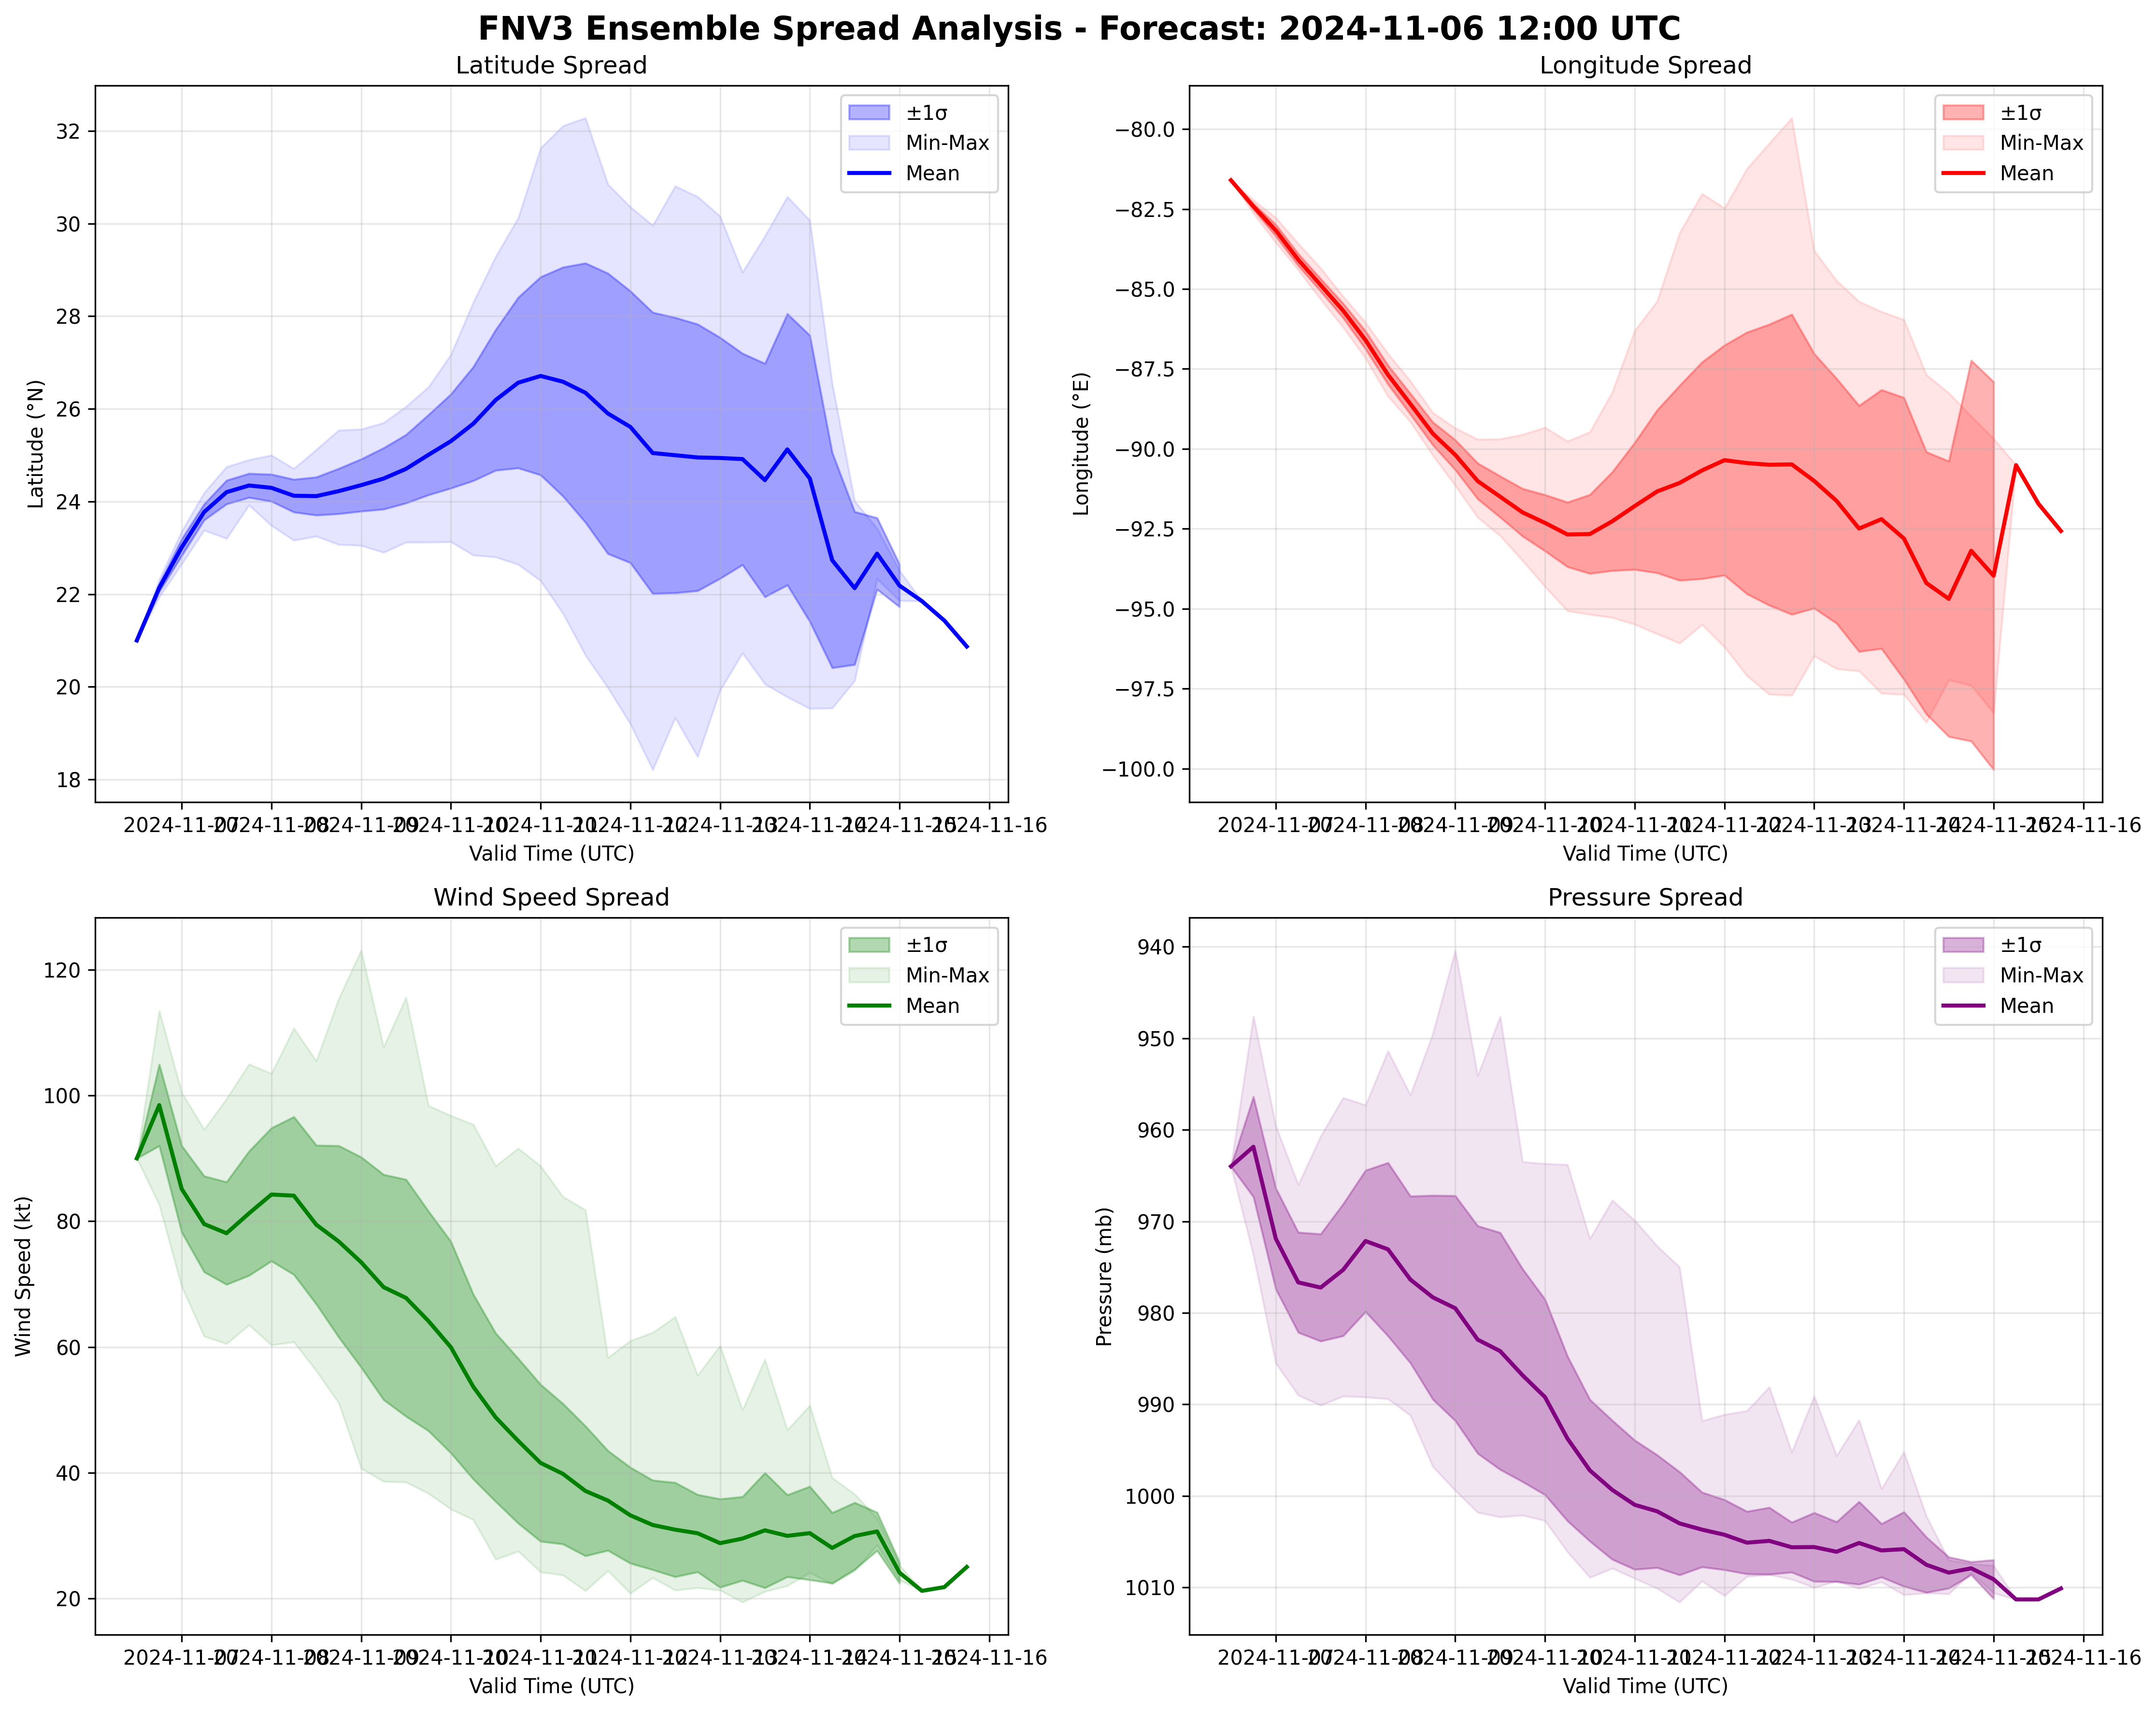 FNV3 Ensemble Spread Analysis - Forecast: 2024-11-06 12:00 UTC
Latitude Spread
±1σ
Min-Max
Mean
32
30
28
26
24
22
20
18
Latitude (°N)
2024-11-07 2024-11-08 2024-11-09 2024-11-10 2024-11-11 2024-11-12 2024-11-13 2024-11-14 2024-11-15 2024-11-16
Valid Time (UTC)
Longitude Spread
±1σ
Min-Max
Mean
−80.0
−82.5
−85.0
−87.5
−90.0
−92.5
−95.0
−97.5
−100.0
Longitude (°E)
2024-11-07 2024-11-08 2024-11-09 2024-11-10 2024-11-11 2024-11-12 2024-11-13 2024-11-14 2024-11-15 2024-11-16
Valid Time (UTC)
Wind Speed Spread
±1σ
Min-Max
Mean
120
100
80
60
40
20
Wind Speed (kt)
2024-11-07 2024-11-08 2024-11-09 2024-11-10 2024-11-11 2024-11-12 2024-11-13 2024-11-14 2024-11-15 2024-11-16
Valid Time (UTC)
Pressure Spread
±1σ
Min-Max
Mean
940
950
960
970
980
990
1000
1010
Pressure (mb)
2024-11-07 2024-11-08 2024-11-09 2024-11-10 2024-11-11 2024-11-12 2024-11-13 2024-11-14 2024-11-15 2024-11-16
Valid Time (UTC)